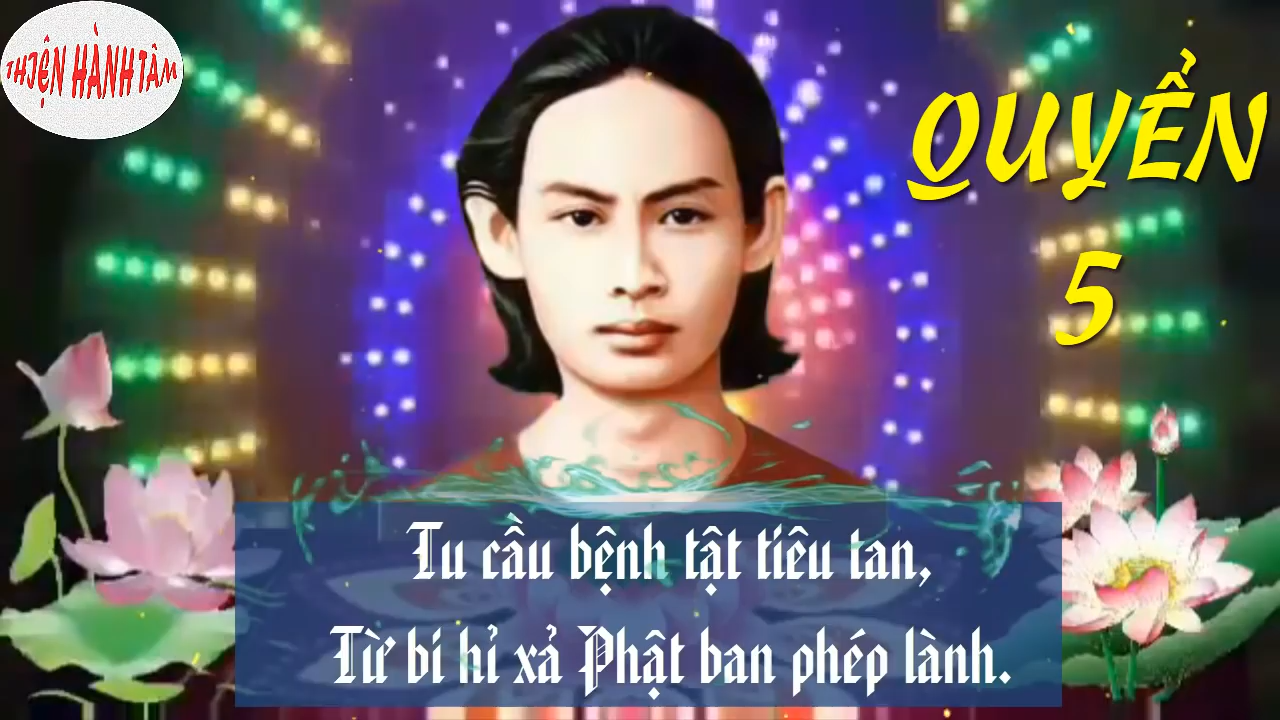 THIỆN HÀNH TÂM
QUYỂN
5
Tu cầu bệnh tật tiêu tan,
Từ bi hỉ xả Phật ban phép lành.